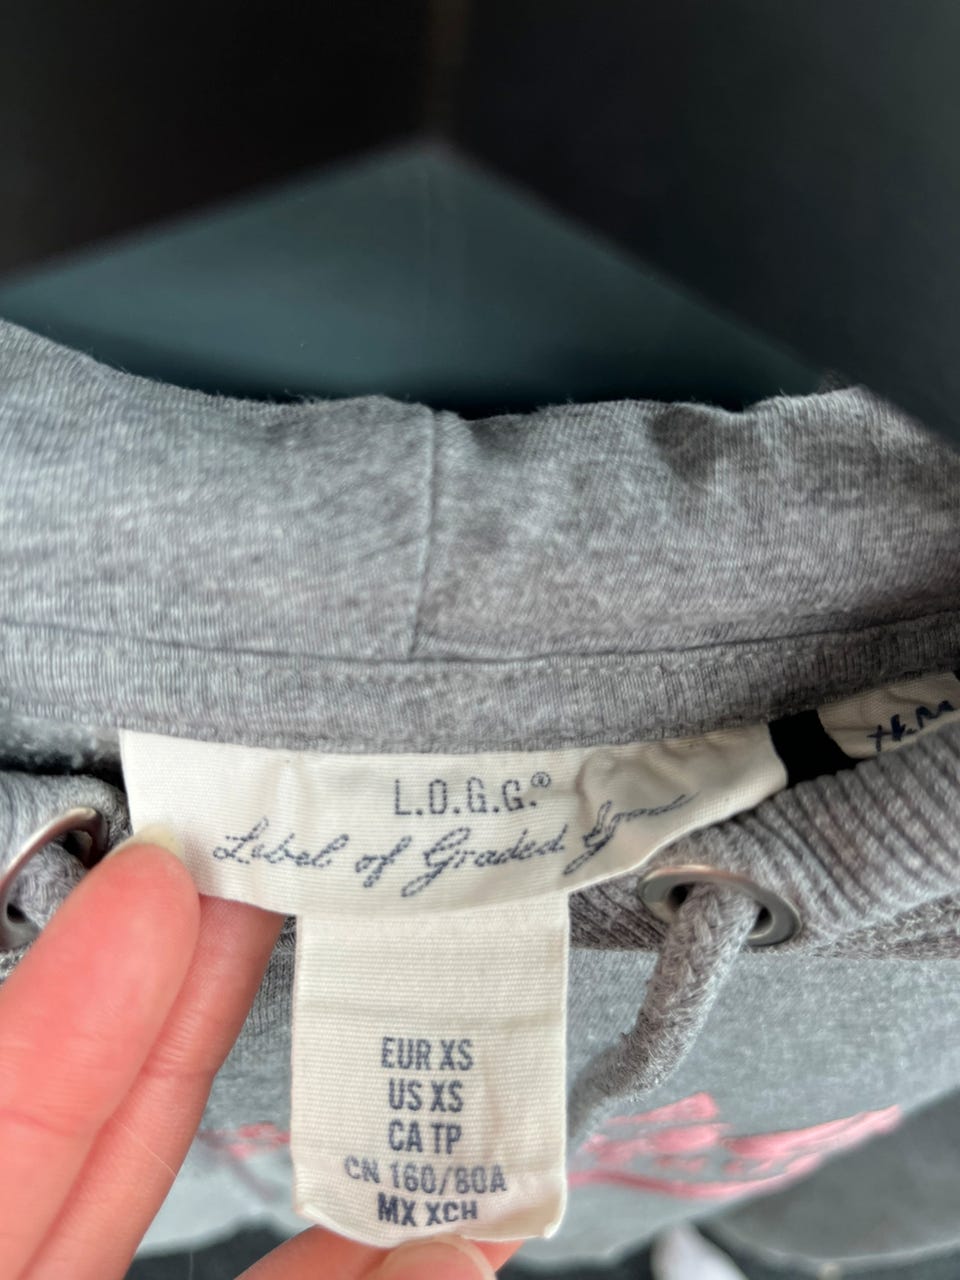 L.O.G.G.®
Label of Graded Goods
EUR XS
US XS
CA TP
CN 160/80A
MX XCH